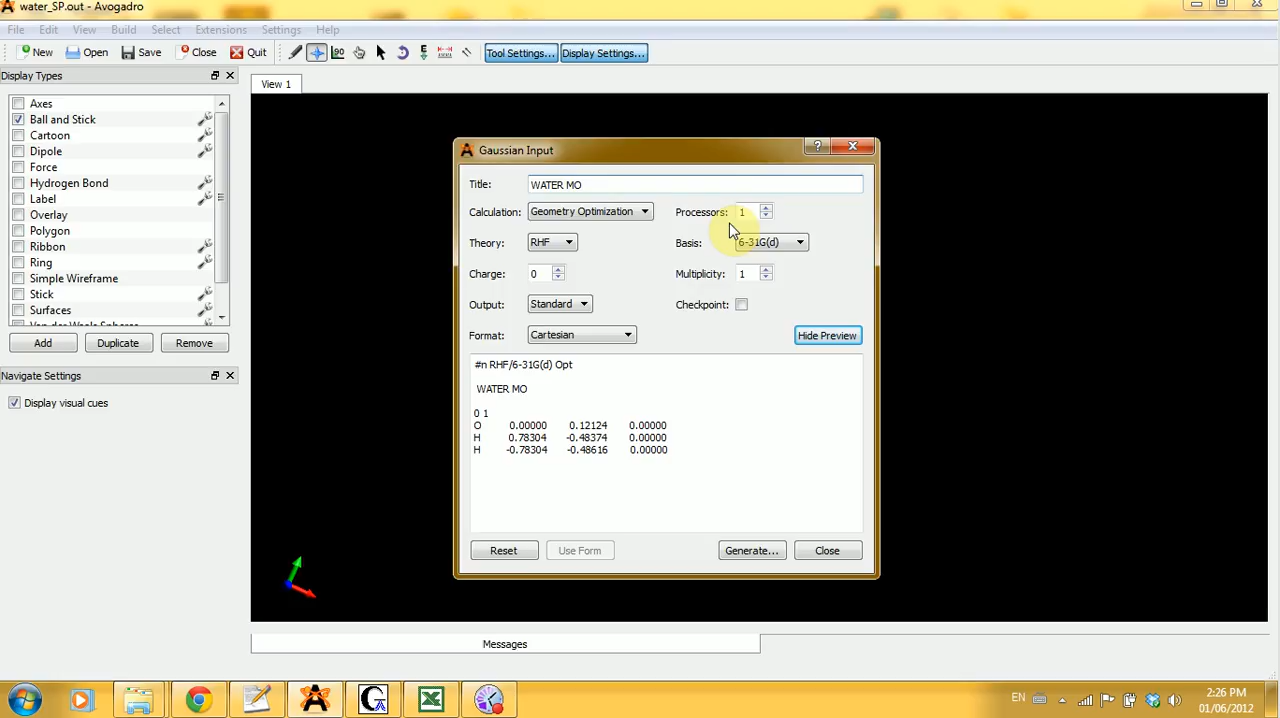 water_SP.out - Avogadro
File Edit View Build Select Extensions Settings Help
New Open Save Close Quit Tool Settings... Display Settings...
Display Types
Axes
Ball and Stick
Cartoon
Dipole
Force
Hydrogen Bond
Label
Overlay
Polygon
Ribbon
Ring
Simple Wireframe
Stick
Surfaces
Van der Waals Spheres
Add Duplicate Remove
Navigate Settings
Display visual cues
View 1
Gaussian Input
Title: WATER MO
Calculation: Geometry Optimization Processors: 1
Theory: RHF Basis: 6-31G(d)
Charge: 0 Multiplicity: 1
Output: Standard Checkpoint:
Format: Cartesian Hide Preview
#n RHF/6-31G(d) Opt
WATER MO
0 1
O 0.00000 0.12124 0.00000
H 0.78304 -0.48374 0.00000
H -0.78304 -0.48616 0.00000
Reset Use Form Generate... Close
Messages
EN 2:26 PM
01/06/2012